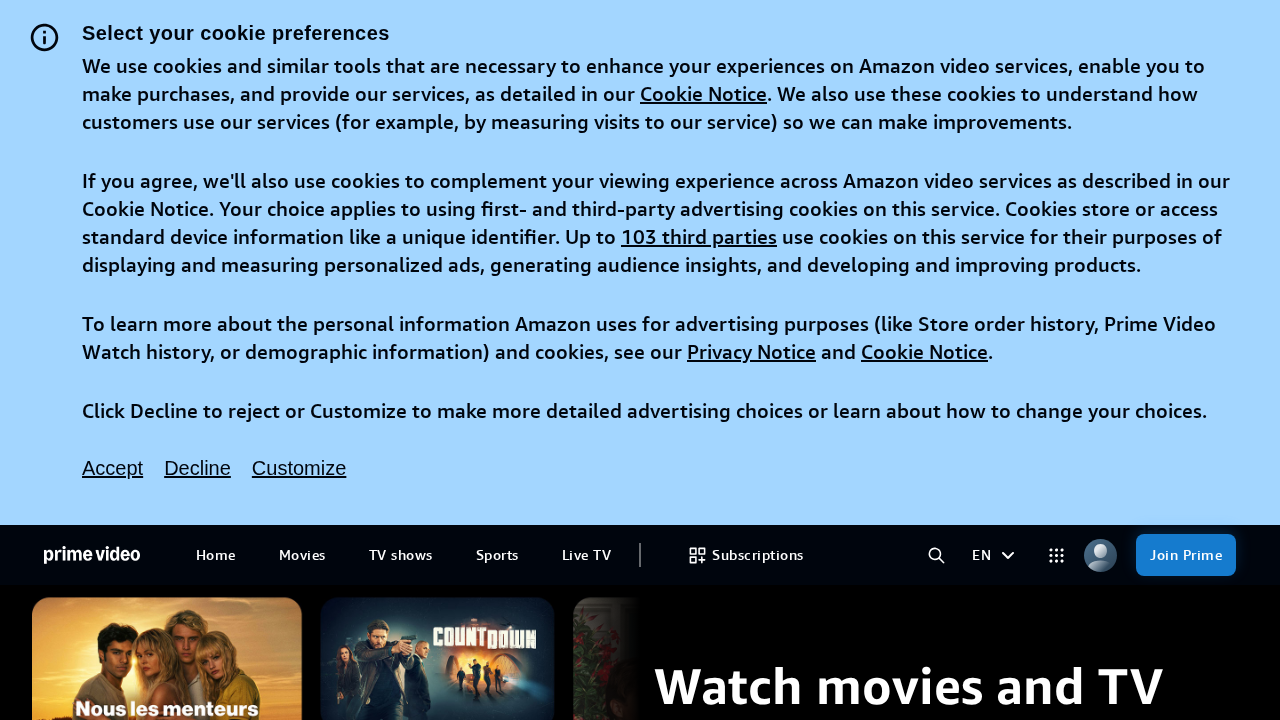 Select your cookie preferences
We use cookies and similar tools that are necessary to enhance your experiences on Amazon video services, enable you to
make purchases, and provide our services, as detailed in our Cookie Notice. We also use these cookies to understand how
customers use our services (for example, by measuring visits to our service) so we can make improvements.
If you agree, we'll also use cookies to complement your viewing experience across Amazon video services as described in our
Cookie Notice. Your choice applies to using first- and third-party advertising cookies on this service. Cookies store or access
standard device information like a unique identifier. Up to 103 third parties use cookies on this service for their purposes of
displaying and measuring personalized ads, generating audience insights, and developing and improving products.
To learn more about the personal information Amazon uses for advertising purposes (like Store order history, Prime Video
Watch history, or demographic information) and cookies, see our Privacy Notice and Cookie Notice.
Click Decline to reject or Customize to make more detailed advertising choices or learn about how to change your choices.
Accept Decline Customize
prime video Home Movies TV shows Sports Live TV Subscriptions EN Join Prime
COUNTDOWN
Nous les menteurs
Watch movies and TV